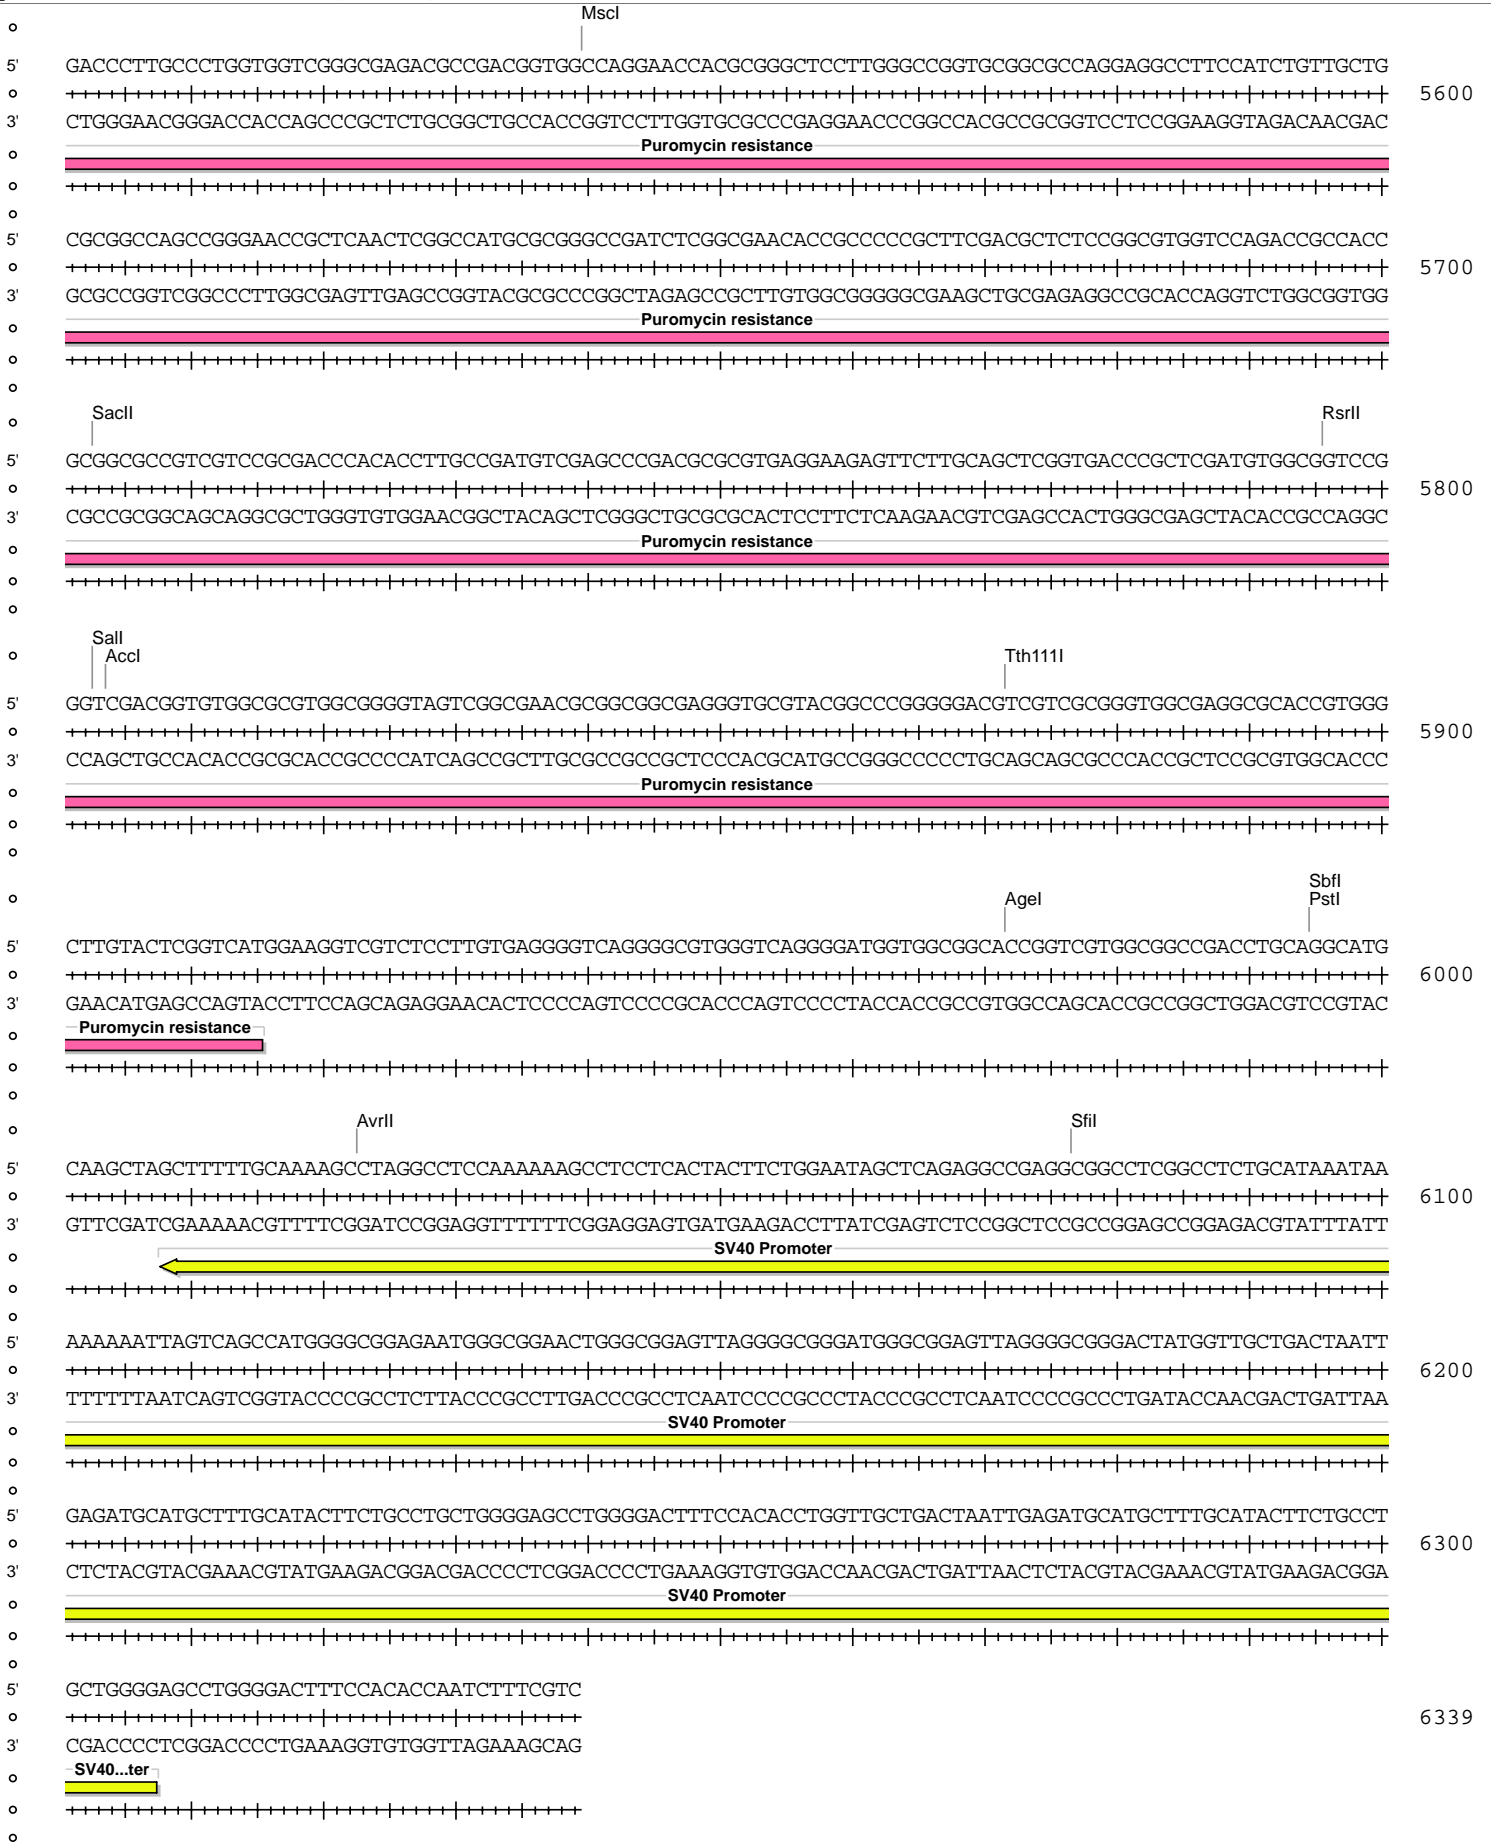 MscI
5' GACCCTTGCCCTGGTGGTCGGGCGAGACGCCGACGGTGGCCAGGAACCACGCGGGCTCCTTGGGCCGGTGCGGCGCCAGGAGGCCTTCCATCTGTTGCTG
5600
3' CTGGGAACGGGACCACCAGCCCGCTCTGCGGCTGCCACCGGTCCTTGGTGCGCCCGAGGAACCCGGCCACGCCGCGGTCCTCCGGAAGGTAGACAACGAC
Puromycin resistance
5' CGCGGCCAGCCGGGAACCGCTCAACTCGGCCATGCGCGGGCCGATCTCGGCGAACACCGCCCCCGCTTCGACGCTCTCCGGCGTGGTCCAGACCGCCACC
5700
3' GCGCCGGTCGGCCCTTGGCGAGTTGAGCCGGTACGCGCCCGGCTAGAGCCGCTTGTGGCGGGGGCGAAGCTGCGAGAGGCCGCACCAGGTCTGGCGGTGG
Puromycin resistance
SacII RsrII
5' GCGGCGCCGTCGTCCGCGACCCACACCTTGCCGATGTCGAGCCCGACGCGCGTGAGGAAGAGTTCTTGCAGCTCGGTGACCCGCTCGATGTGGCGGTCCG
5800
3' CGCCGCGGCAGCAGGCGCTGGGTGTGGAACGGCTACAGCTCGGGCTGCGCGCACTCCTTCTCAAGAACGTCGAGCCACTGGGCGAGCTACACCGCCAGGC
Puromycin resistance
SalI
AccI Tth111I
5' GGTCGACGGTGTGGCGCGTGGCGGGGTAGTCGGCGAACGCGGCGGCGAGGGTGCGTACGGCCCGGGGGACGTCGTCGCGGGTGGCGAGGCGCACCGTGGG
5900
3' CCAGCTGCCACACCGCGCACCGCCCCATCAGCCGCTTGCGCCGCCGCTCCCACGCATGCCGGGCCCCCTGCAGCAGCGCCCACCGCTCCGCGTGGCACCC
Puromycin resistance
SbfI
AgeI PstI
5' CTTGTACTCGGTCATGGAAGGTCGTCTCCTTGTGAGGGGTCAGGGGCGTGGGTCAGGGGATGGTGGCGGCACCGGTCGTGGCGGCCGACCTGCAGGCATG
6000
3' GAACATGAGCCAGTACCTTCCAGCAGAGGAACACTCCCCAGTCCCCGCACCCAGTCCCCTACCACCGCCGTGGCCAGCACCGCCGGCTGGACGTCCGTAC
Puromycin resistance
AvrII SfiI
5' CAAGCTAGCTTTTTGCAAAAGCCTAGGCCTCCAAAAAAGCCTCCTCACTACTTCTGGAATAGCTCAGAGGCCGAGGCGGCCTCGGCCTCTGCATAAATAA
6100
3' GTTCGATCGAAAAACGTTTTCGGATCCGGAGGTTTTTTCGGAGGAGTGATGAAGACCTTATCGAGTCTCCGGCTCCGCCGGAGCCGGAGACGTATTTATT
SV40 Promoter
5' AAAAAATTAGTCAGCCATGGGGCGGAGAATGGGCGGAACTGGGCGGAGTTAGGGGCGGGATGGGCGGAGTTAGGGGCGGGACTATGGTTGCTGACTAATT
6200
3' TTTTTTAATCAGTCGGTACCCCGCCTCTTACCCGCCTTGACCCGCCTCAATCCCCGCCCTACCCGCCTCAATCCCCGCCCTGATACCAACGACTGATTAA
SV40 Promoter
5' GAGATGCATGCTTTGCATACTTCTGCCTGCTGGGGAGCCTGGGGACTTTCCACACCTGGTTGCTGACTAATTGAGATGCATGCTTTGCATACTTCTGCCT
6300
3' CTCTACGTACGAAACGTATGAAGACGGACGACCCCTCGGACCCCTGAAAGGTGTGGACCAACGACTGATTAACTCTACGTACGAAACGTATGAAGACGGA
SV40 Promoter
5' GCTGGGGAGCCTGGGGACTTTCCACACCAATCTTTCGTC
6339
3' CGACCCCTCGGACCCCTGAAAGGTGTGGTTAGAAAGCAG
SV40...ter